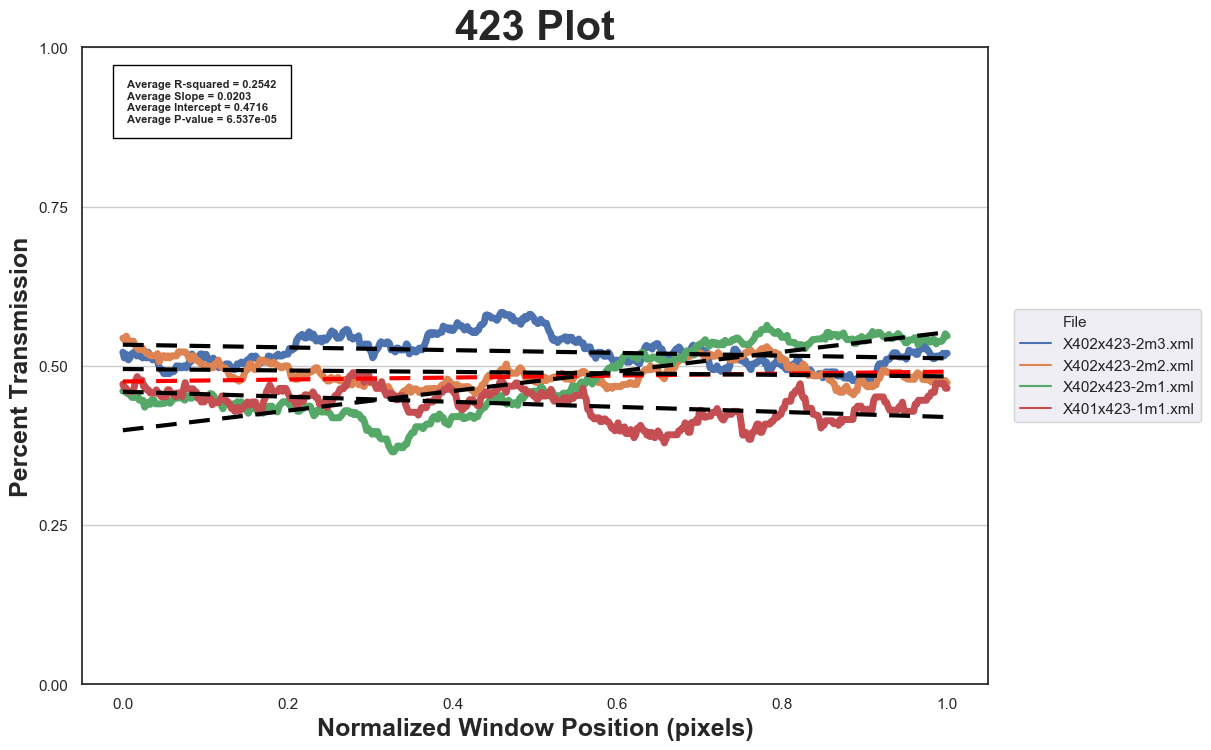 423 Plot
1.00
Average R-squared = 0.2542
Average Slope = 0.0203
Average Intercept = 0.4716
Average P-value = 6.537e-05
0.75
Percent Transmission
0.50
0.25
0.00
0.0 0.2 0.4 0.6 0.8 1.0
Normalized Window Position (pixels)
File
X402x423-2m3.xml
X402x423-2m2.xml
X402x423-2m1.xml
X401x423-1m1.xml